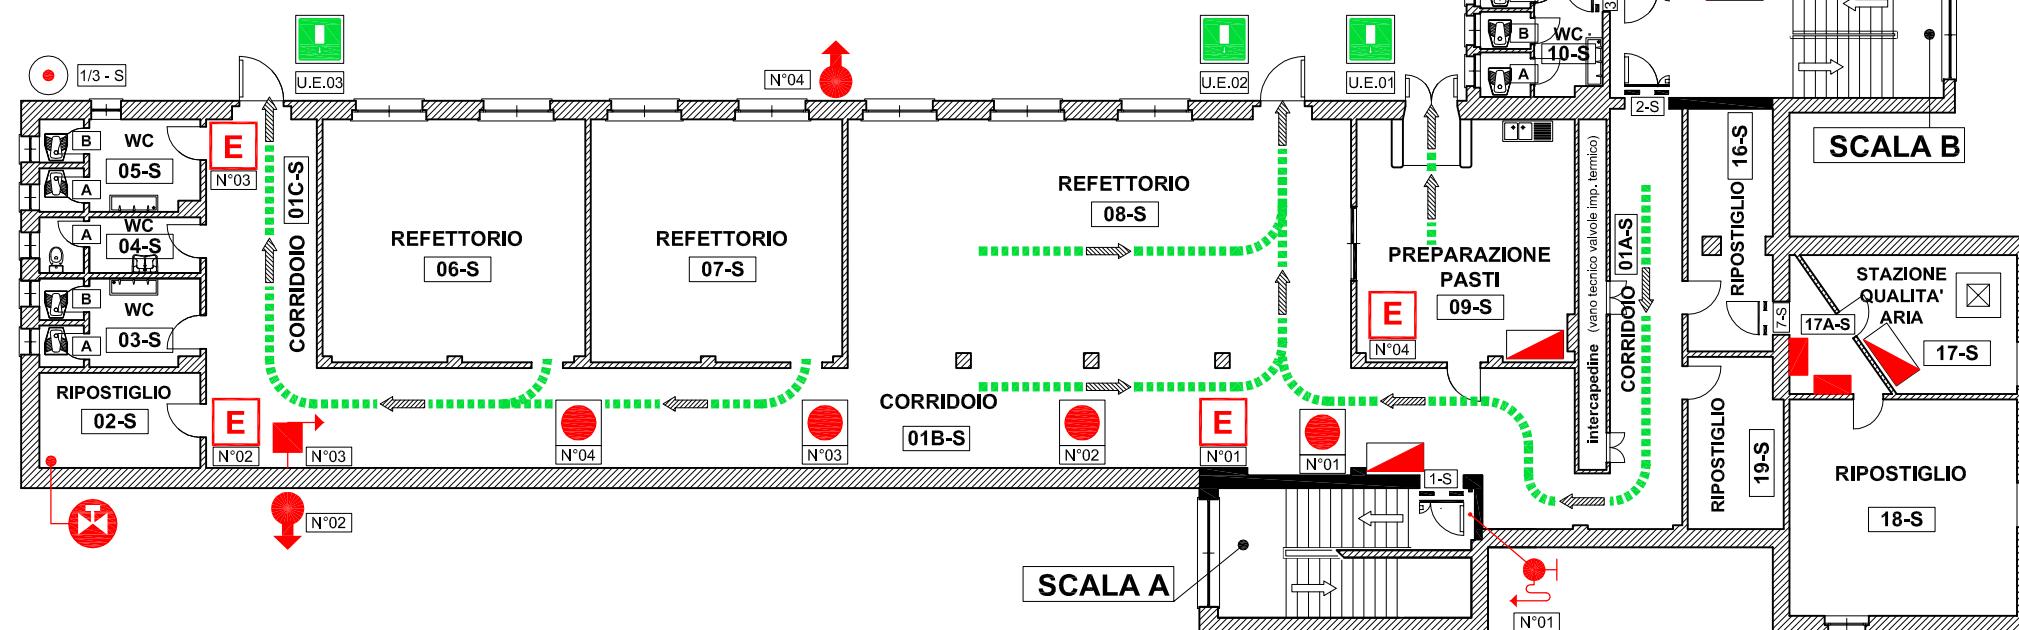 U.E.03
N°04
U.E.02
U.E.01
1/3 - S
B
A
WC
10-S
3
2-S
SCALA B
B
WC
05-S
A
E
N°03
01C-S
CORRIDOIO
A
WC
04-S
B
WC
03-S
A
RIPOSTIGLIO
02-S
REFETTORIO
06-S
REFETTORIO
07-S
REFETTORIO
08-S
PREPARAZIONE
PASTI
09-S
E
N°04
intercapedine (vano tecnico valvole imp. termico)
01A-S
CORRIDOIO
16-S
RIPOSTIGLIO
7-S
STAZIONE
QUALITA'
ARIA
17A-S
17-S
E
N°02
N°03
N°04
N°03
CORRIDOIO
01B-S
N°02
E
N°01
N°01
1-S
RIPOSTIGLIO
19-S
RIPOSTIGLIO
18-S
N°02
SCALA A
N°01